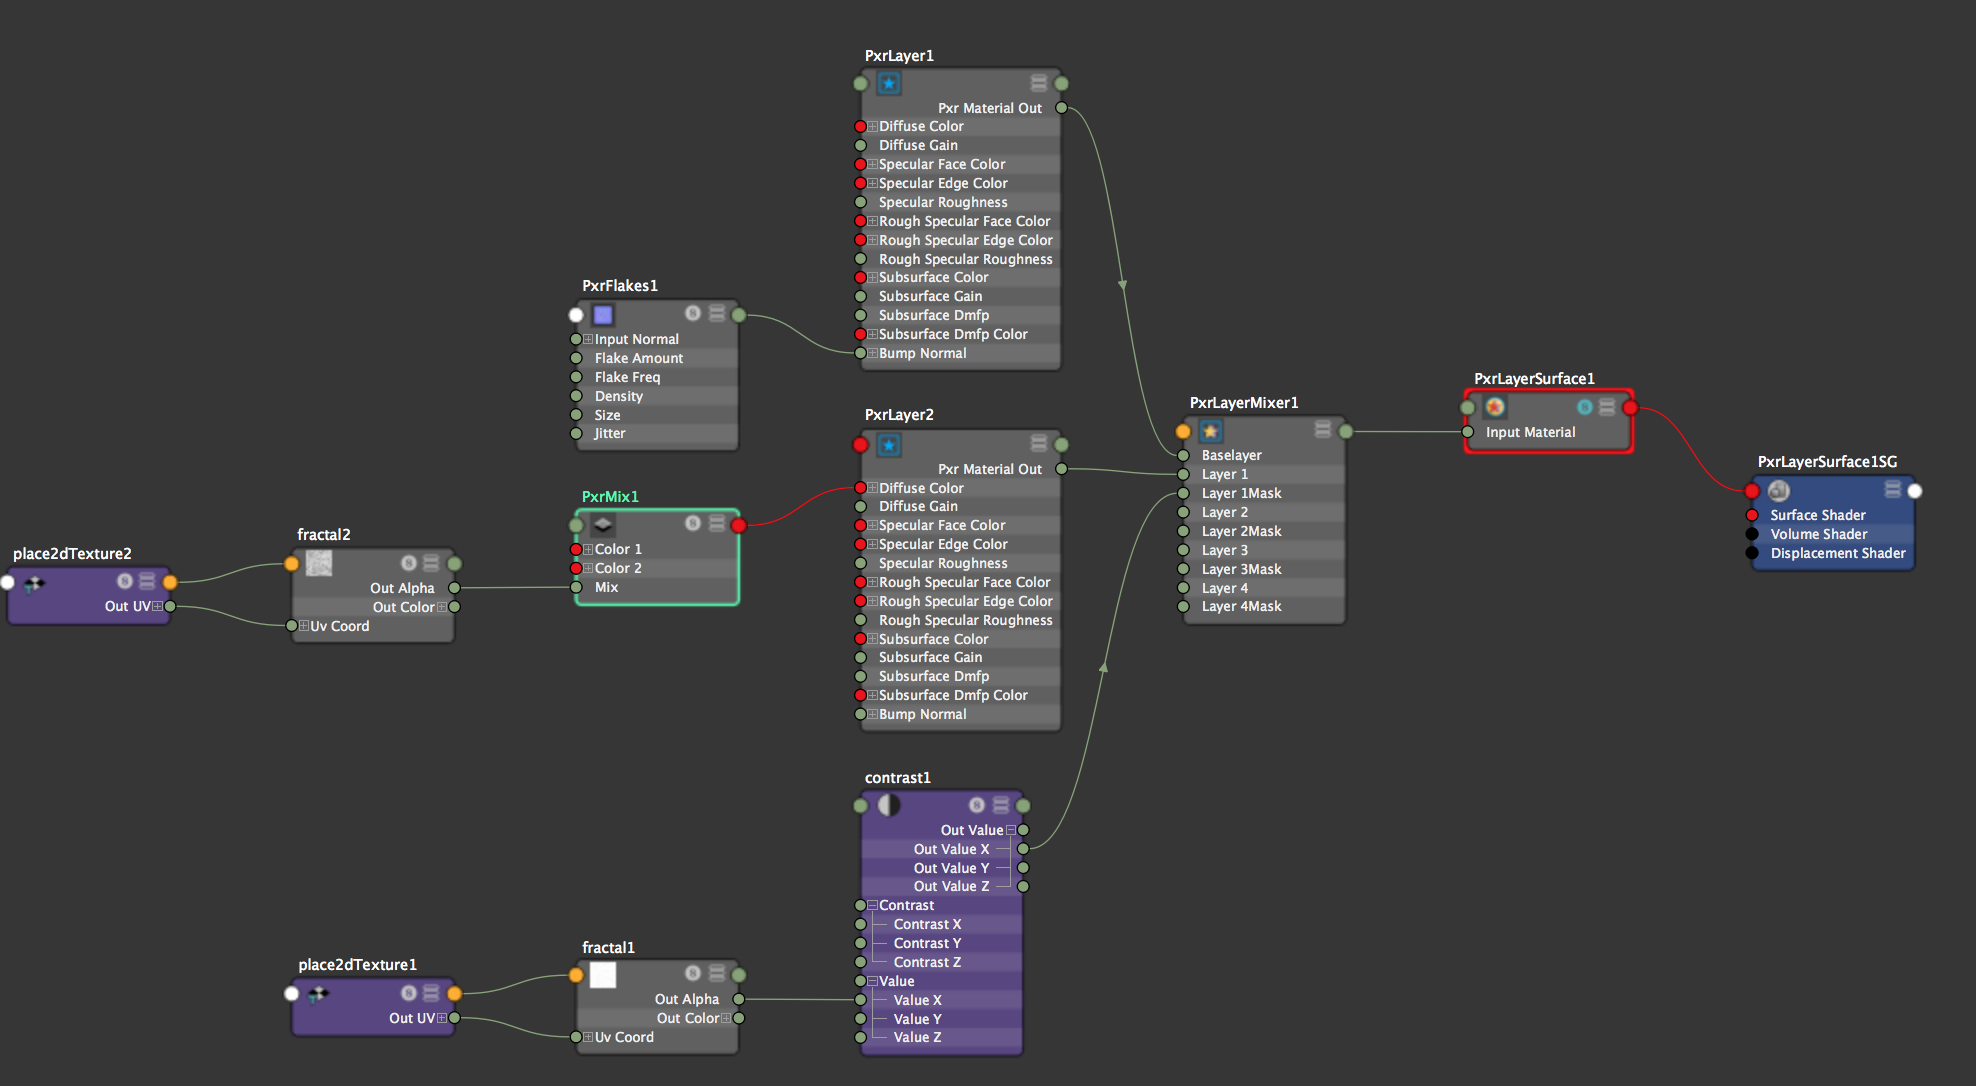 PxrLayer1
Pxr Material Out
Diffuse Color
Diffuse Gain
Specular Face Color
Specular Edge Color
Specular Roughness
Rough Specular Face Color
Rough Specular Edge Color
Rough Specular Roughness
Subsurface Color
Subsurface Gain
Subsurface Dmfp
Subsurface Dmfp Color
Bump Normal
PxrFlakes1
Input Normal
Flake Amount
Flake Freq
Density
Size
Jitter
PxrLayerSurface1
Input Material
PxrLayerMixer1
Baselayer
Layer 1
Layer 1Mask
Layer 2
Layer 2Mask
Layer 3
Layer 3Mask
Layer 4
Layer 4Mask
PxrLayer2
Pxr Material Out
Diffuse Color
Diffuse Gain
Specular Face Color
Specular Edge Color
Specular Roughness
Rough Specular Face Color
Rough Specular Edge Color
Rough Specular Roughness
Subsurface Color
Subsurface Gain
Subsurface Dmfp
Subsurface Dmfp Color
Bump Normal
PxrLayerSurface1SG
Surface Shader
Volume Shader
Displacement Shader
PxrMix1
Color 1
Color 2
Mix
fractal2
Out Alpha
Out Color
Uv Coord
place2dTexture2
Out UV
contrast1
Out Value
Out Value X
Out Value Y
Out Value Z
Contrast
Contrast X
Contrast Y
Contrast Z
Value
Value X
Value Y
Value Z
fractal1
Out Alpha
Out Color
Uv Coord
place2dTexture1
Out UV